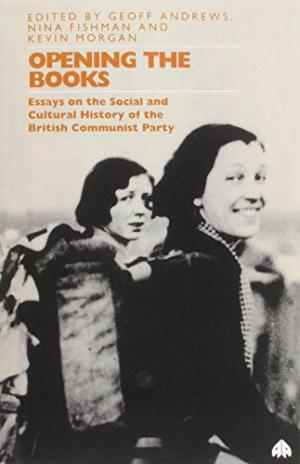 EDITED BY GEOFF ANDREWS,
NINA FISHMAN AND
KEVIN MORGAN
OPENING THE
BOOKS
Essays on the Social and
Cultural History of the
British Communist Party